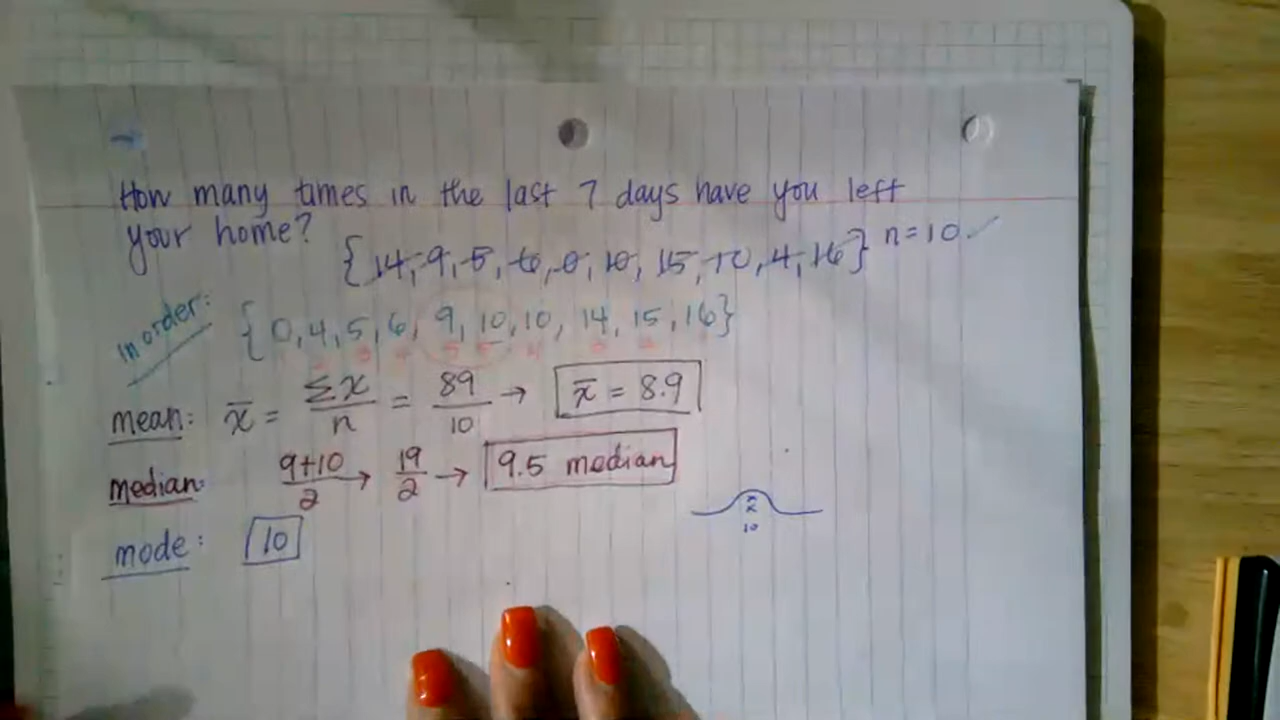 How many times in the last 7 days have you left
your home?
{14, 9, 5, 6, 0, 10, 15, 10, 4, 16} n=10 ✓
in order: {0, 4, 5, 6, 9, 10, 10, 14, 15, 16}
mean: x̄ = Σx/n = 89/10 → x̄ = 8.9
median: 9+10/2 → 19/2 → 9.5 median
x
x
10
mode: 10